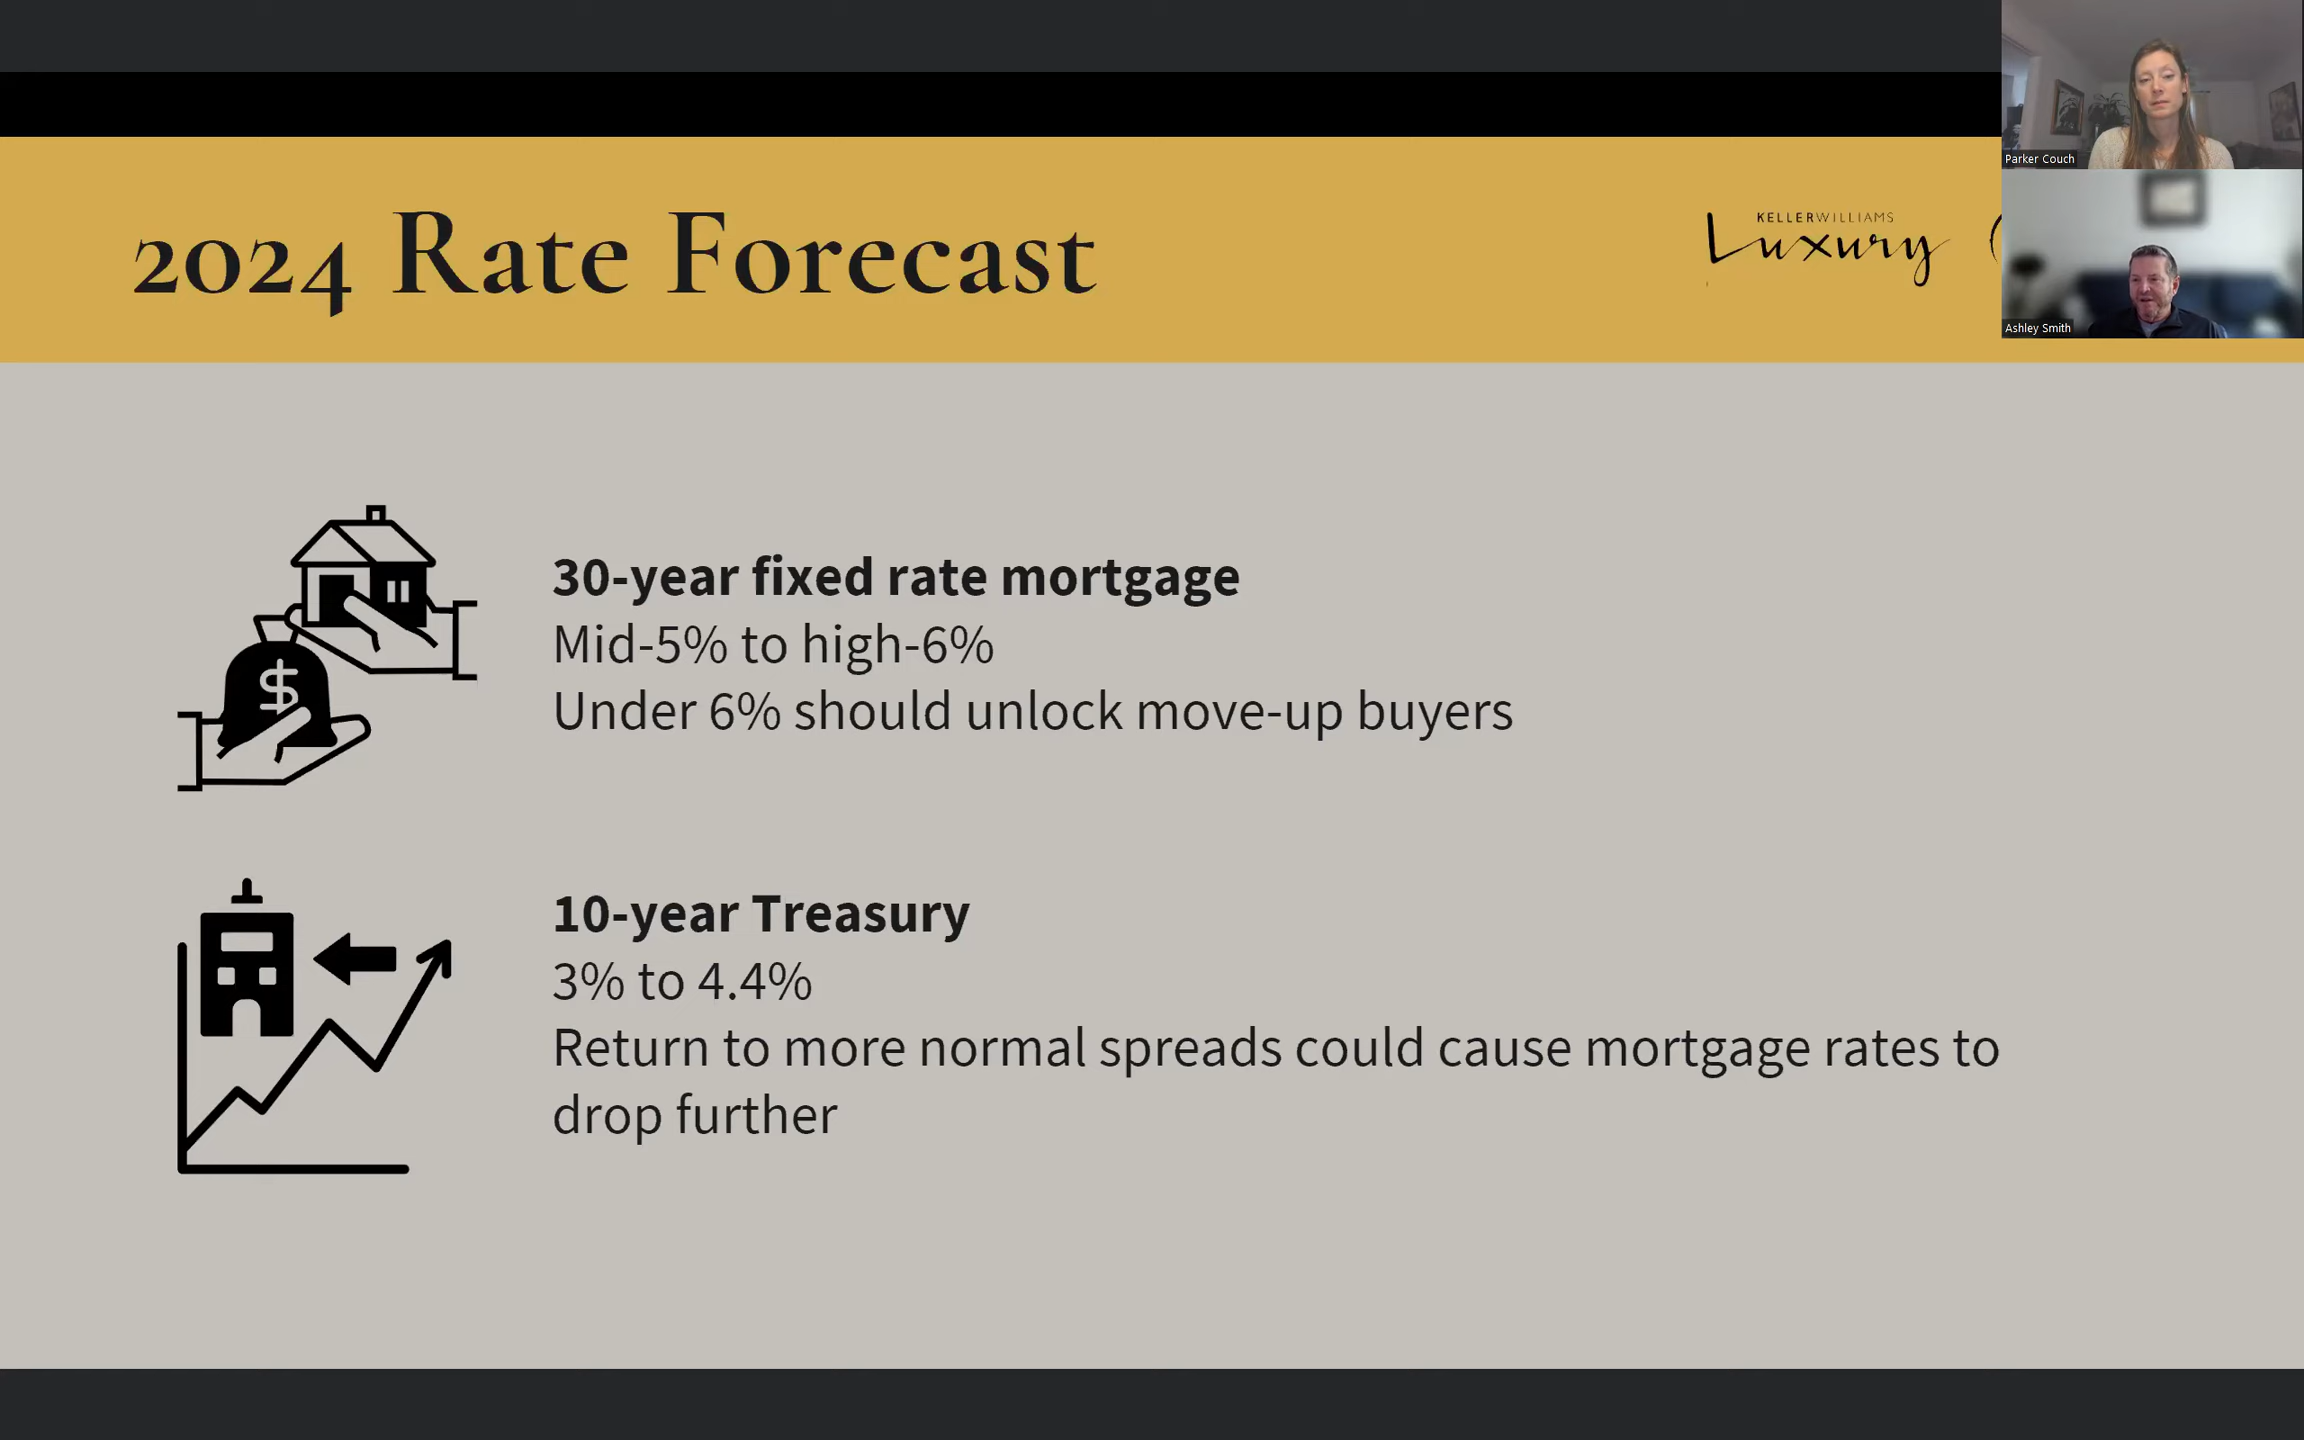 Parker Couch
2024 Rate Forecast
KELLERWILLIAMS
Luxury
Ashley Smith
30-year fixed rate mortgage
Mid-5% to high-6%
Under 6% should unlock move-up buyers
$
10-year Treasury
3% to 4.4%
Return to more normal spreads could cause mortgage rates to
drop further